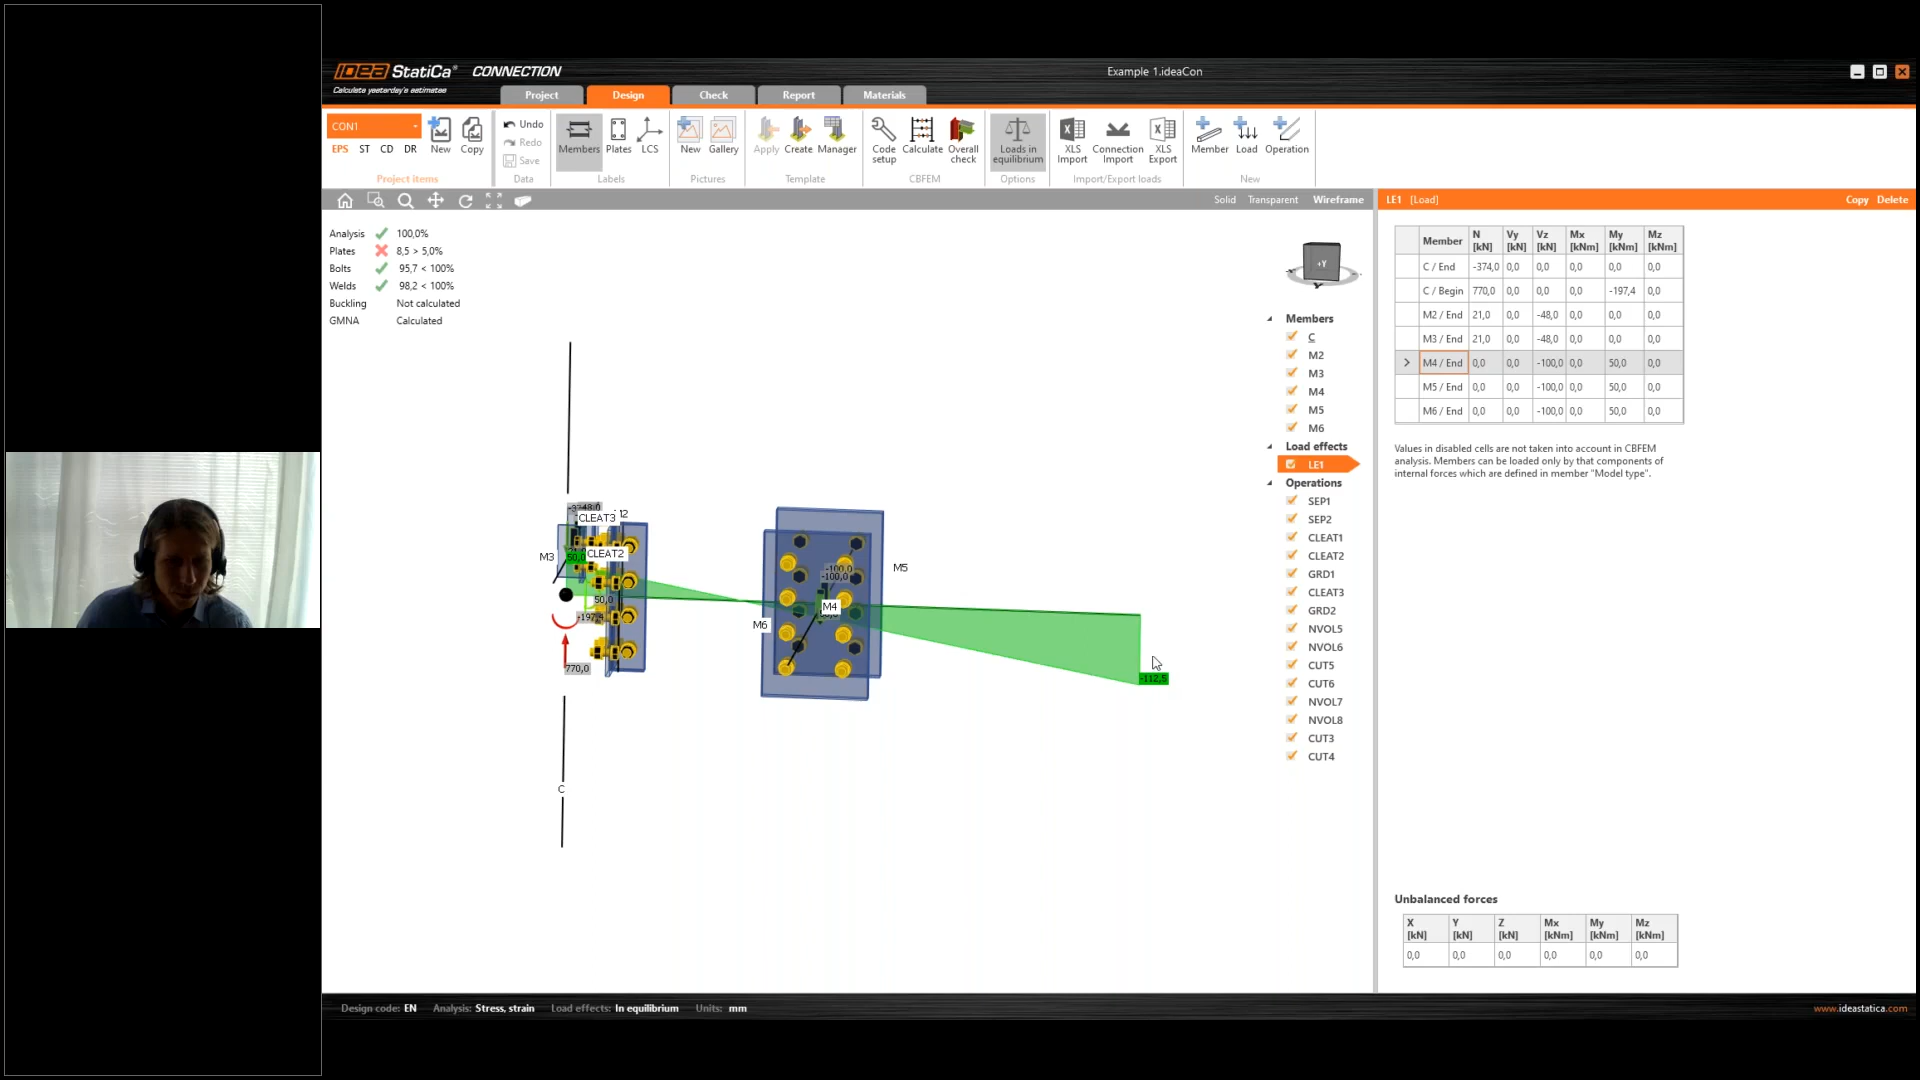 IDEA StatiCa® CONNECTION
Calculate yesterday's estimates
Example 1.ideaCon
Project Design Check Report Materials
CON1
EPS ST CD DR
New Copy
Project items
Undo
Redo
Save
Data
Members Plates LCS
Labels
New Gallery
Pictures
Apply Create Manager
Template
Code setup Calculate Overall check
CBFEM
Loads in equilibrium
Options
XLS Import Connection Import XLS Export
Import/Export loads
Member Load Operation
New
Solid Transparent Wireframe
LE1 [Load]
Copy Delete
Analysis 100,0%
Plates 8,5 > 5,0%
Bolts 95,7 < 100%
Welds 98,2 < 100%
Buckling Not calculated
GMNA Calculated
+Y
CLEAT3
M3
50,0
CLEAT2
50,0
770,0
C
-100,0
-100,0
M5
M4
M6
-112,5
Members
C
M2
M3
M4
M5
M6
Load effects
LE1
Operations
SEP1
SEP2
CLEAT1
CLEAT2
GRD1
CLEAT3
GRD2
NVOL5
NVOL6
CUT5
CUT6
NVOL7
NVOL8
CUT3
CUT4
Member N [kN] Vy [kN] Vz [kN] Mx [kNm] My [kNm] Mz [kNm]
C / End -374,0 0,0 0,0 0,0 0,0 0,0
C / Begin 770,0 0,0 0,0 0,0 -197,4 0,0
M2 / End 21,0 0,0 -48,0 0,0 0,0 0,0
M3 / End 21,0 0,0 -48,0 0,0 0,0 0,0
> M4 / End 0,0 0,0 -100,0 0,0 50,0 0,0
M5 / End 0,0 0,0 -100,0 0,0 50,0 0,0
M6 / End 0,0 0,0 -100,0 0,0 50,0 0,0
Values in disabled cells are not taken into account in CBFEM
analysis. Members can be loaded only by that components of
internal forces which are defined in member "Model type".
Unbalanced forces
X [kN] Y [kN] Z [kN] Mx [kNm] My [kNm] Mz [kNm]
0,0 0,0 0,0 0,0 0,0 0,0
Design code: EN Analysis: Stress, strain Load effects: In equilibrium Units: mm
www.ideastatica.com